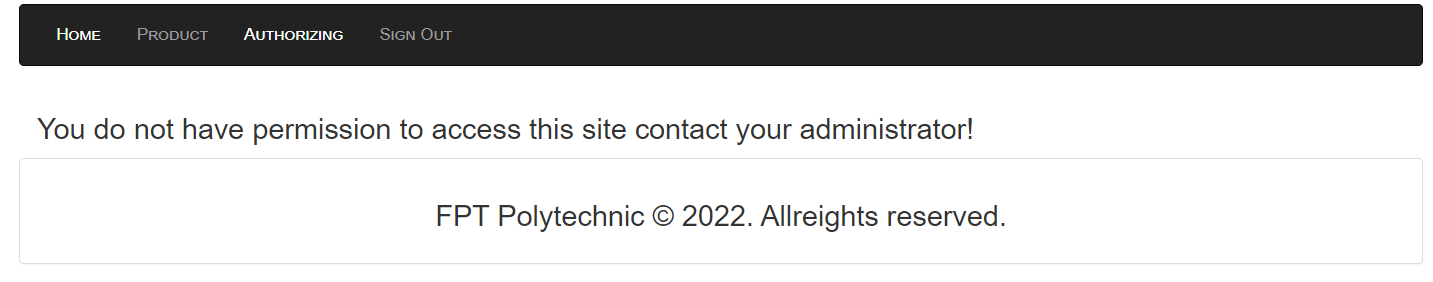 Home Product Authorizing Sign Out
You do not have permission to access this site contact your administrator!
FPT Polytechnic © 2022. Allreights reserved.